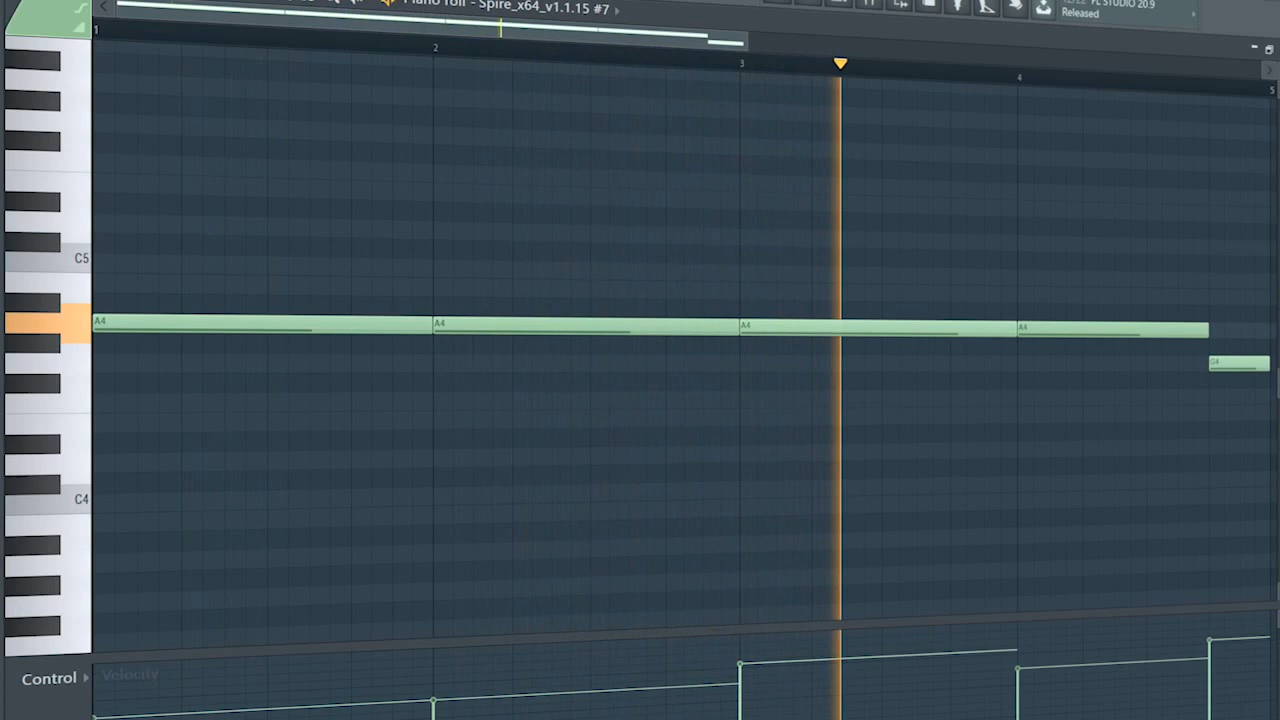 Piano roll - Spire_x64_v1.1.15 #7
FL STUDIO 20.9
Released
1
2
3
4
5
C5
A4
A4
A4
A4
G4
C4
Control
Velocity